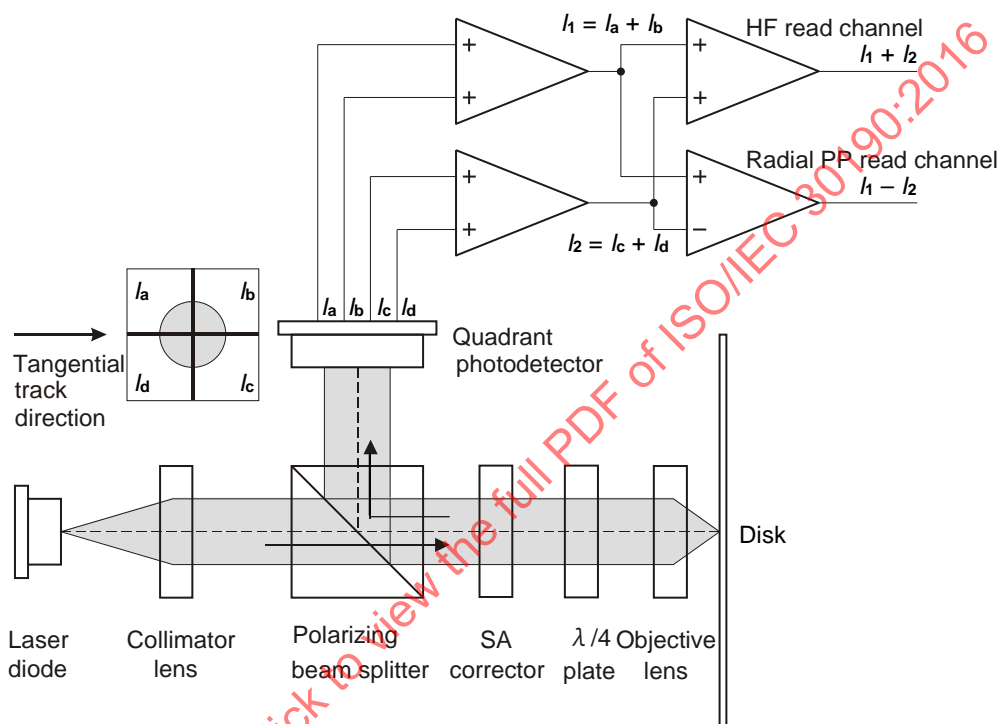 I1 = Ia + Ib
HF read channel
I1 + I2
+
+
+
+
Radial PP read channel
I1 – I2
+
+
+
–
I2 = Ic + Id
Ia
Ib
Id
Ic
Ia Ib Ic Id
Tangential
track
direction
Quadrant
photodetector
Disk
Laser
diode
Collimator
lens
Polarizing
beam splitter
SA
corrector
λ/4
plate
Objective
lens
ick to view the full PDF of ISO/IEC 30190:2016